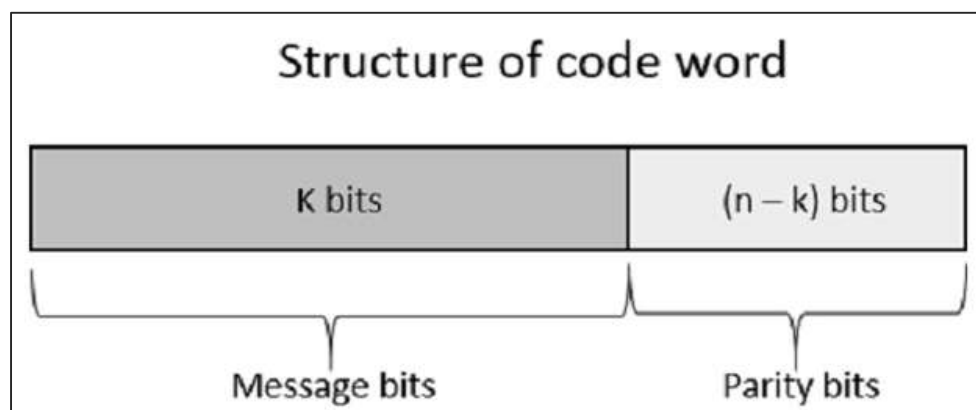 Structure of code word
K bits
(n – k) bits
Message bits
Parity bits